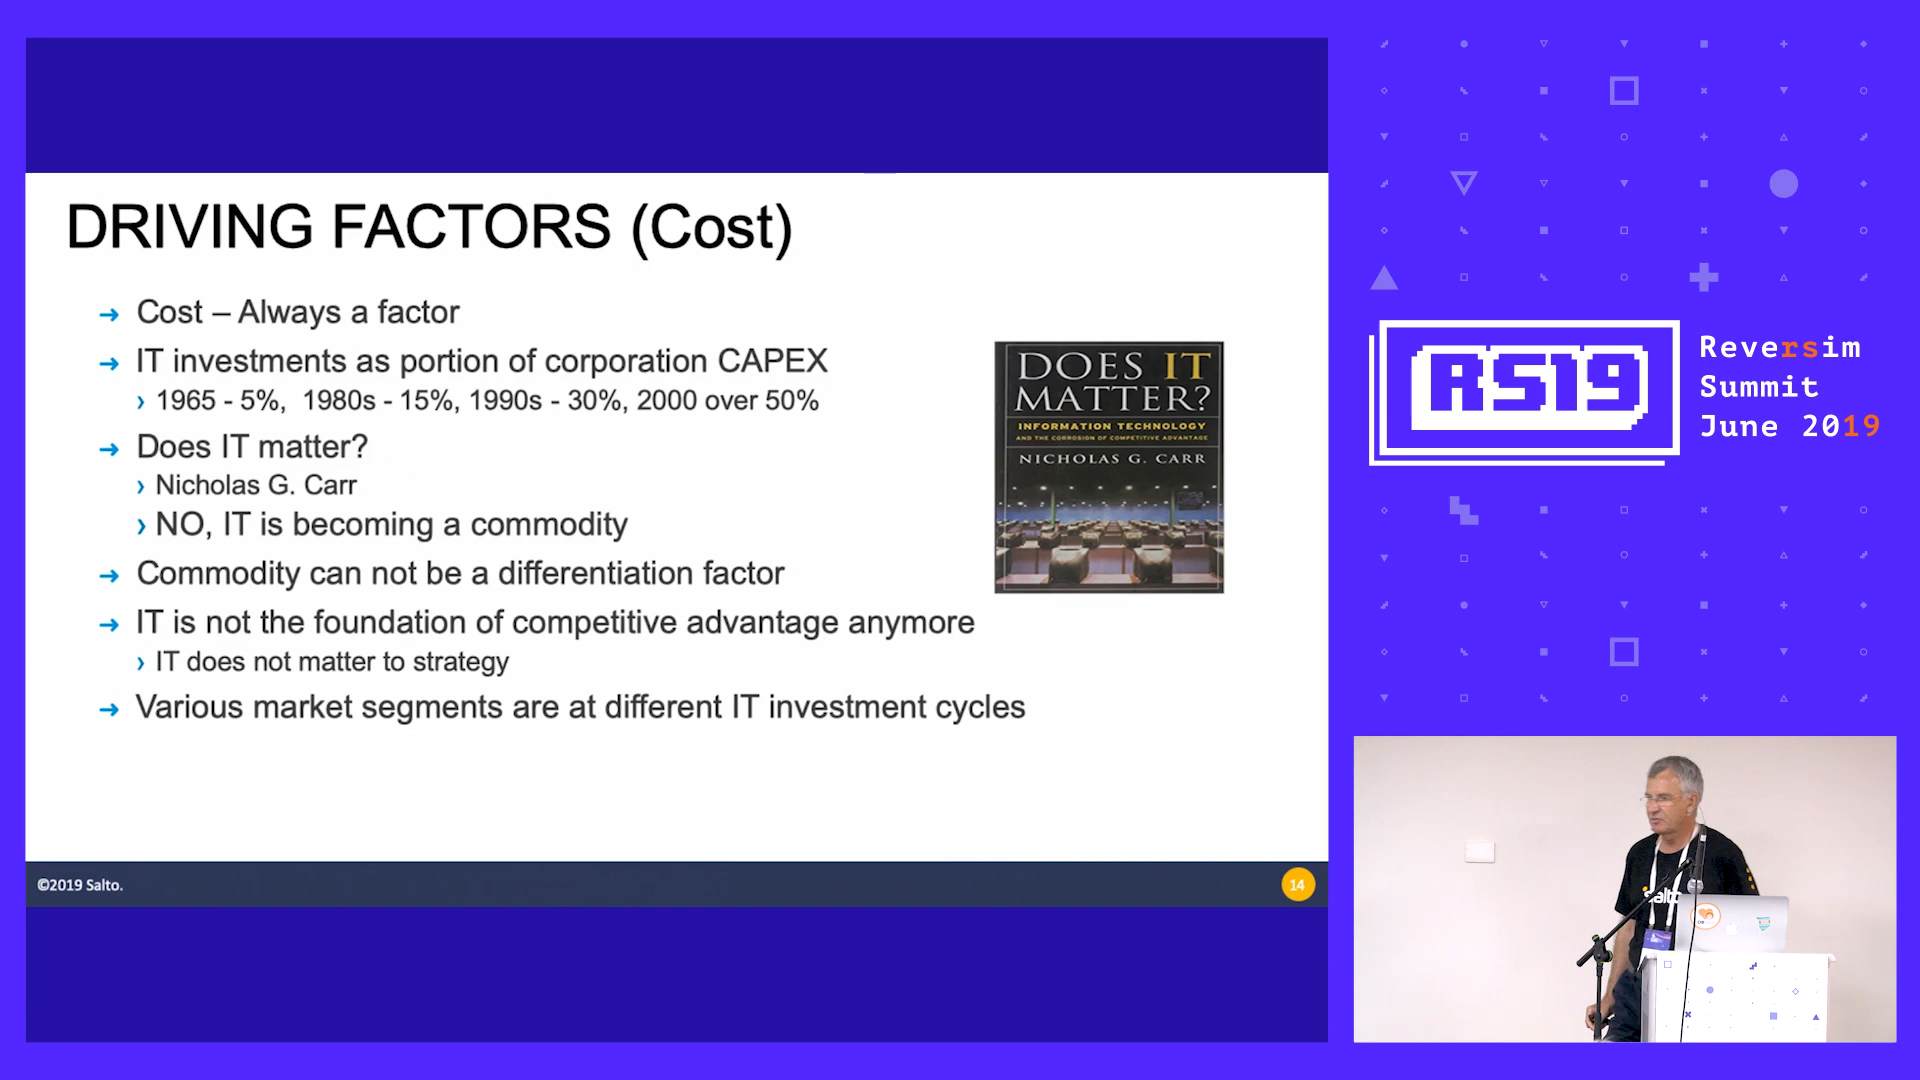 DRIVING FACTORS (Cost)
Cost – Always a factor
IT investments as portion of corporation CAPEX
1965 - 5%, 1980s - 15%, 1990s - 30%, 2000 over 50%
Does IT matter?
Nicholas G. Carr
NO, IT is becoming a commodity
Commodity can not be a differentiation factor
IT is not the foundation of competitive advantage anymore
IT does not matter to strategy
Various market segments are at different IT investment cycles
DOES IT
MATTER?
INFORMATION TECHNOLOGY
AND THE CORROSION OF COMPETITIVE ADVANTAGE
NICHOLAS G. CARR
©2019 Salto.
14
RS19
Reversim
Summit
June 2019
salto